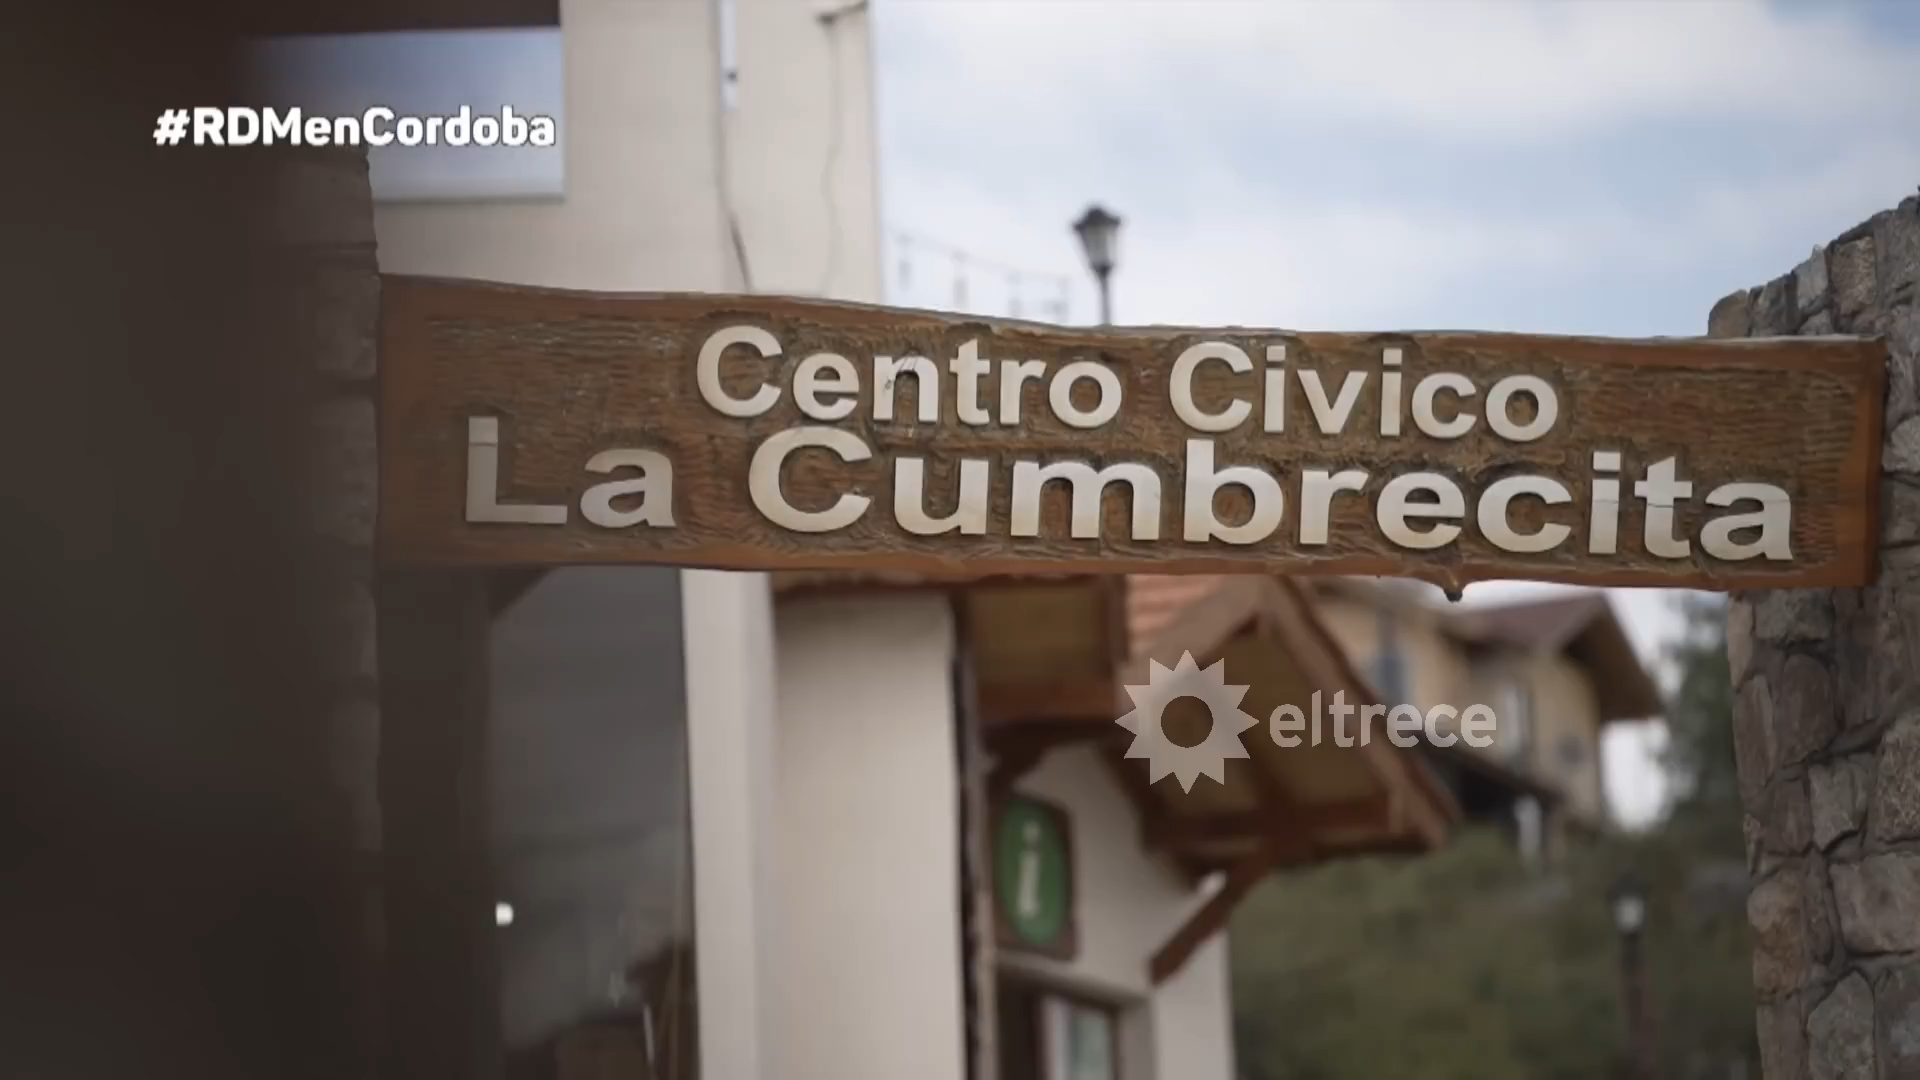 #RDMenCordoba
Centro Civico
La Cumbrecita
eltrece
i